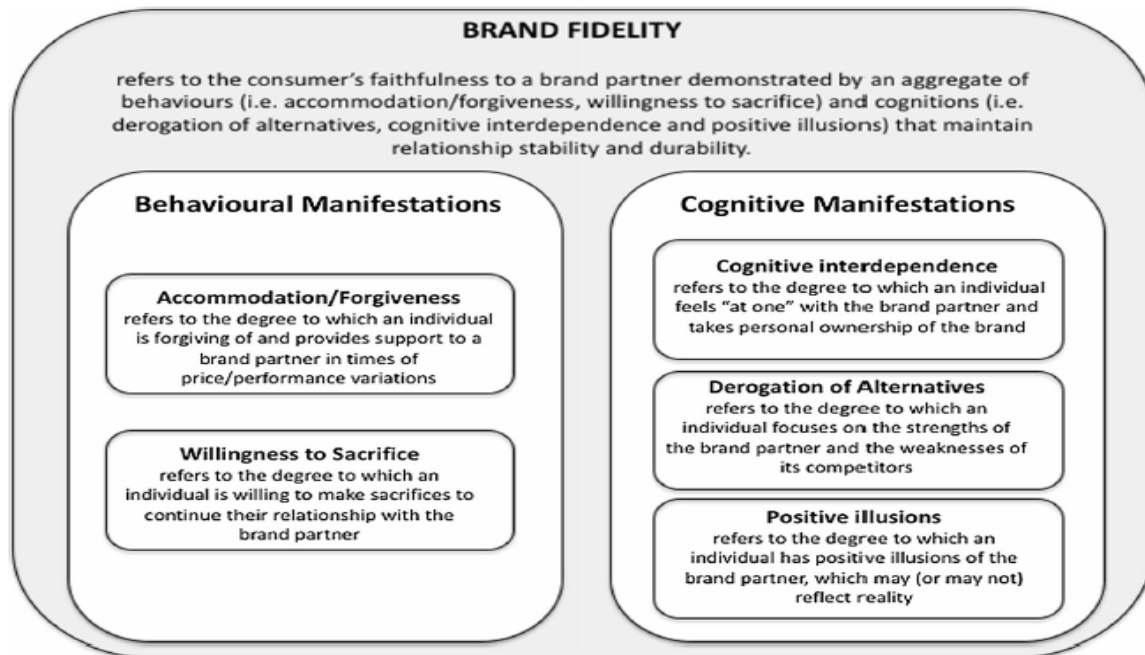 BRAND FIDELITY
refers to the consumer's faithfulness to a brand partner demonstrated by an aggregate of
behaviours (i.e. accommodation/forgiveness, willingness to sacrifice) and cognitions (i.e.
derogation of alternatives, cognitive interdependence and positive illusions) that maintain
relationship stability and durability.
Behavioural Manifestations
Accommodation/Forgiveness
refers to the degree to which an individual
is forgiving of and provides support to a
brand partner in times of
price/performance variations
Willingness to Sacrifice
refers to the degree to which an
individual is willing to make sacrifices to
continue their relationship with the
brand partner
Cognitive Manifestations
Cognitive interdependence
refers to the degree to which an individual
feels "at one" with the brand partner and
takes personal ownership of the brand
Derogation of Alternatives
refers to the degree to which an
individual focuses on the strengths of
the brand partner and the weaknesses of
its competitors
Positive illusions
refers to the degree to which an
individual has positive illusions of the
brand partner, which may (or may not)
reflect reality